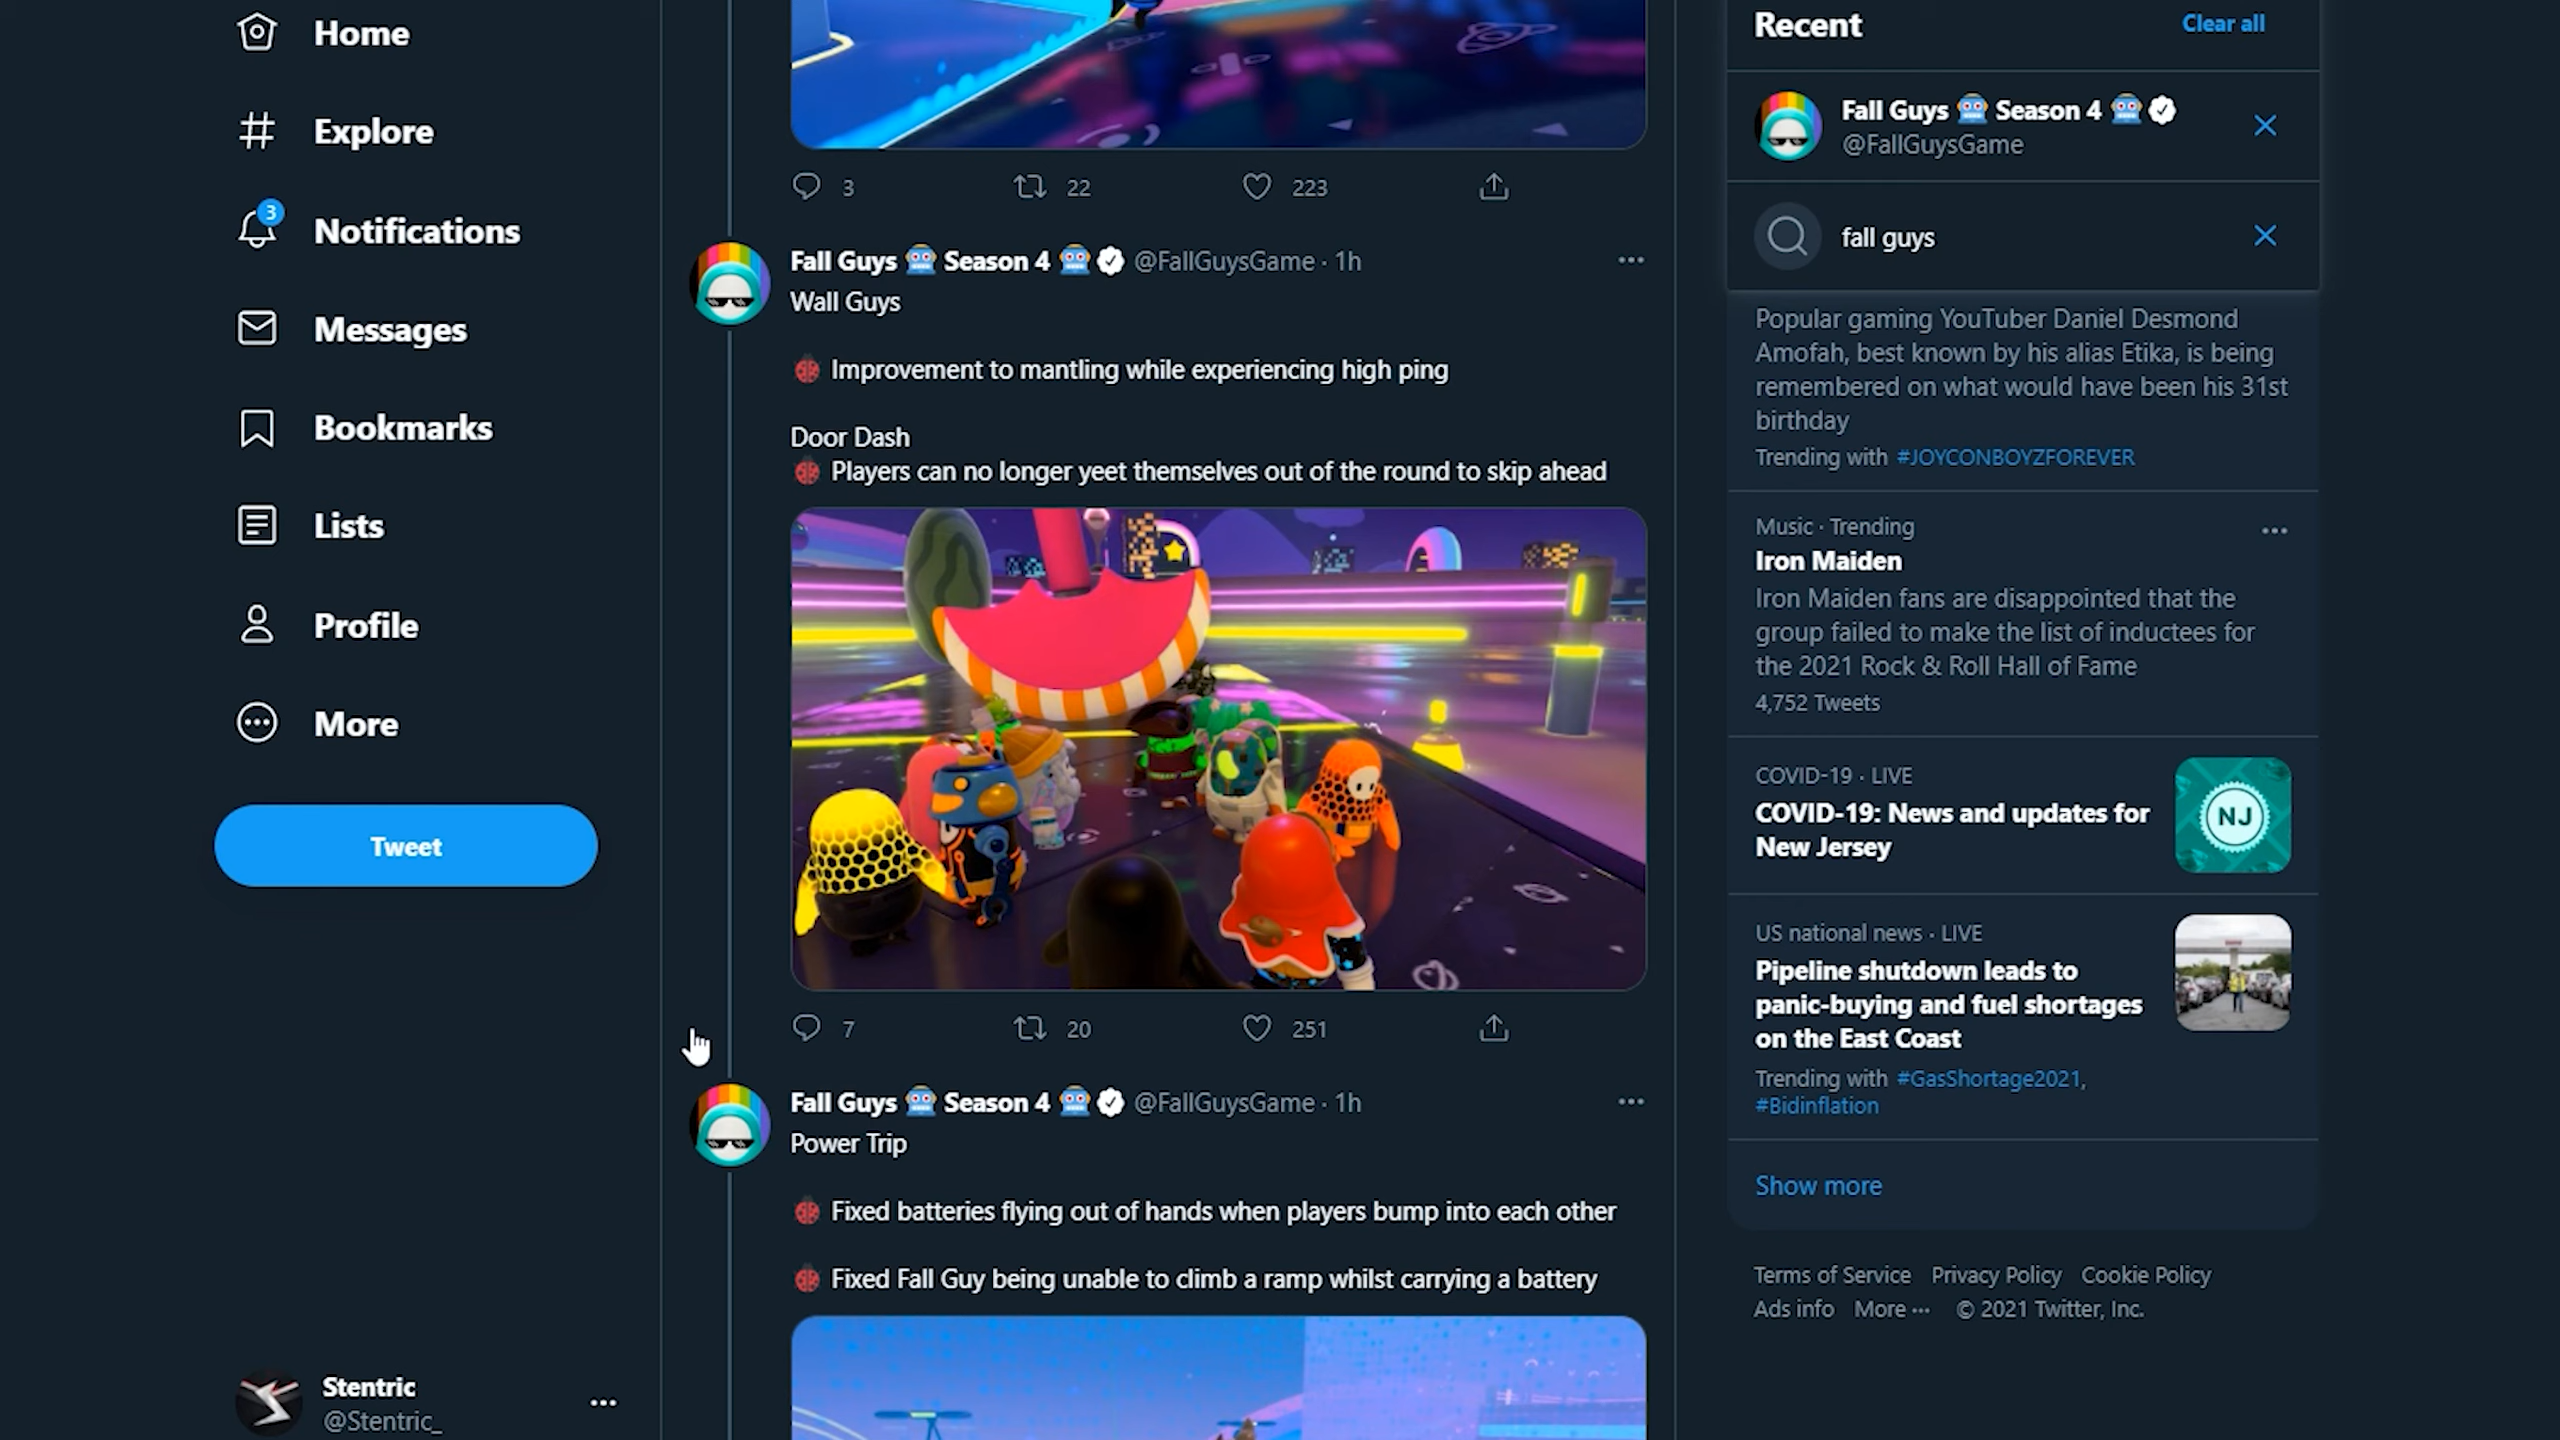 Home
Explore
3
Notifications
Messages
Bookmarks
Lists
Profile
More
Tweet
Stentric
@Stentric_
3 22 223
Fall Guys 🤖 Season 4 🤖 @FallGuysGame · 1h
Wall Guys
🐞 Improvement to mantling while experiencing high ping
Door Dash
🐞 Players can no longer yeet themselves out of the round to skip ahead
7 20 251
Fall Guys 🤖 Season 4 🤖 @FallGuysGame · 1h
Power Trip
🐞 Fixed batteries flying out of hands when players bump into each other
🐞 Fixed Fall Guy being unable to climb a ramp whilst carrying a battery
Recent Clear all
Fall Guys 🤖 Season 4 🤖
@FallGuysGame
fall guys
Popular gaming YouTuber Daniel Desmond
Amofah, best known by his alias Etika, is being
remembered on what would have been his 31st
birthday
Trending with #JOYCONBOYZFOREVER
Music · Trending
Iron Maiden
Iron Maiden fans are disappointed that the
group failed to make the list of inductees for
the 2021 Rock & Roll Hall of Fame
4,752 Tweets
COVID-19 · LIVE
COVID-19: News and updates for
New Jersey
NJ
US national news · LIVE
Pipeline shutdown leads to
panic-buying and fuel shortages
on the East Coast
Trending with #GasShortage2021,
#Bidinflation
Show more
Terms of Service Privacy Policy Cookie Policy
Ads info More ··· © 2021 Twitter, Inc.